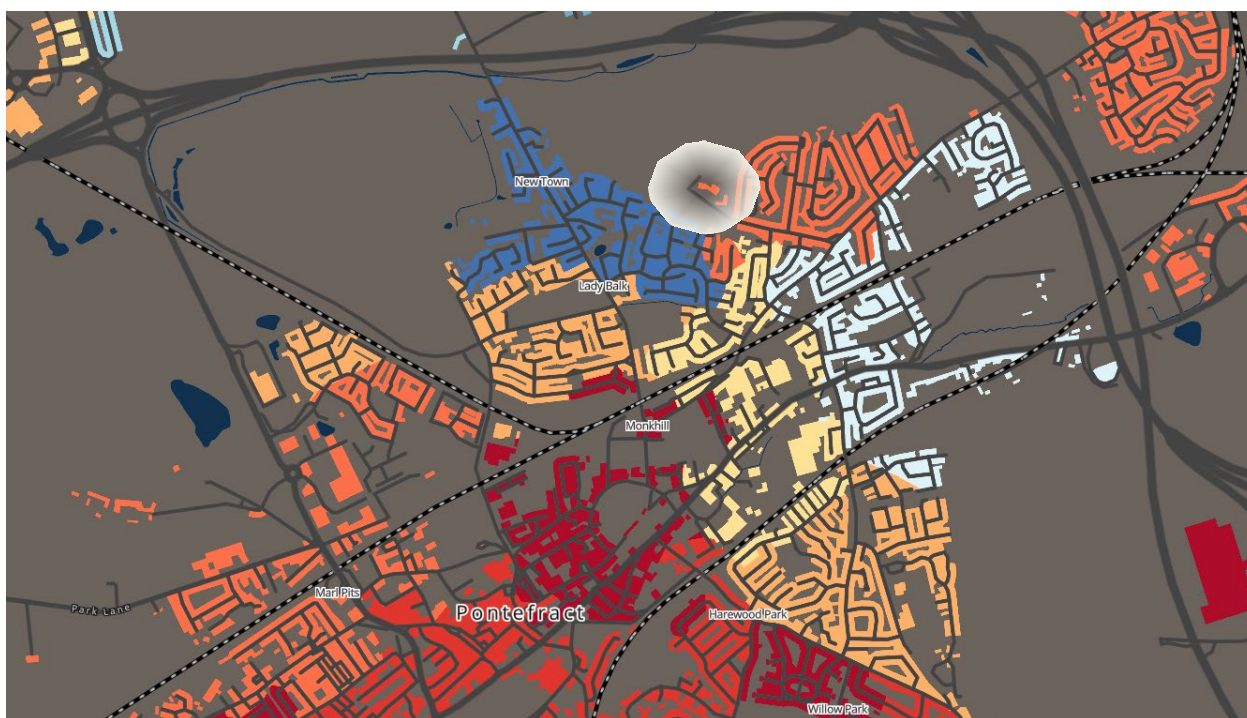 New Town
Lady Balk
Monkhill
Marl Pits
Park Lane
Pontefract
Harewood Park
Willow Park